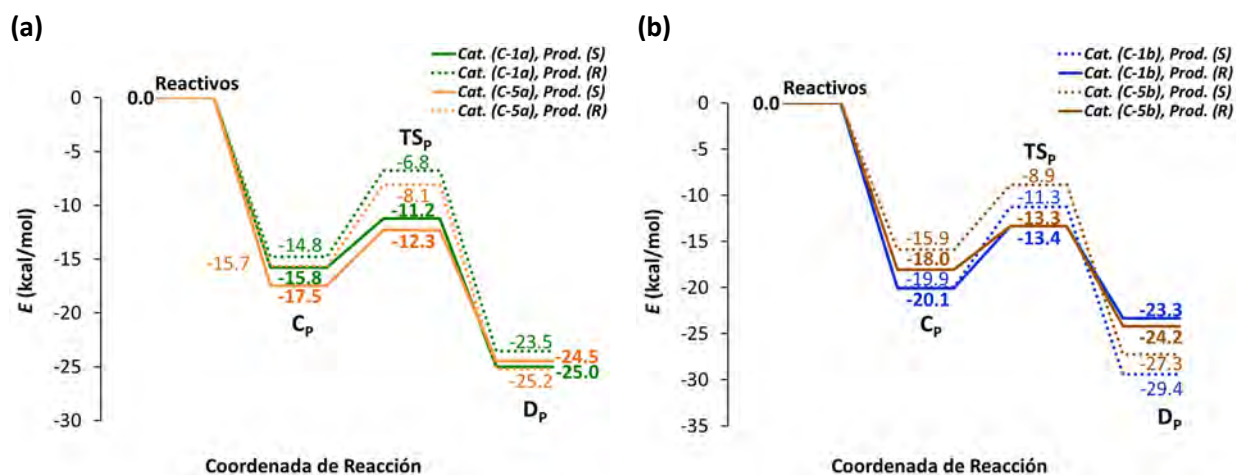 (a)
Cat. (C-1a), Prod. (S)
Cat. (C-1a), Prod. (R)
Cat. (C-5a), Prod. (S)
Cat. (C-5a), Prod. (R)
Reactivos
0.0
0
-5
-10
-15
-20
-25
-30
E (kcal/mol)
TSP
-6.8
-8.1
-11.2
-12.3
-14.8
-15.7
-15.8
-17.5
CP
-23.5
-24.5
-25.0
-25.2
DP
Coordenada de Reacción
(b)
Cat. (C-1b), Prod. (S)
Cat. (C-1b), Prod. (R)
Cat. (C-5b), Prod. (S)
Cat. (C-5b), Prod. (R)
Reactivos
0.0
0
-5
-10
-15
-20
-25
-30
-35
E (kcal/mol)
TSP
-8.9
-11.3
-13.3
-13.4
-15.9
-18.0
-19.9
-20.1
CP
-23.3
-24.2
-27.3
-29.4
DP
Coordenada de Reacción